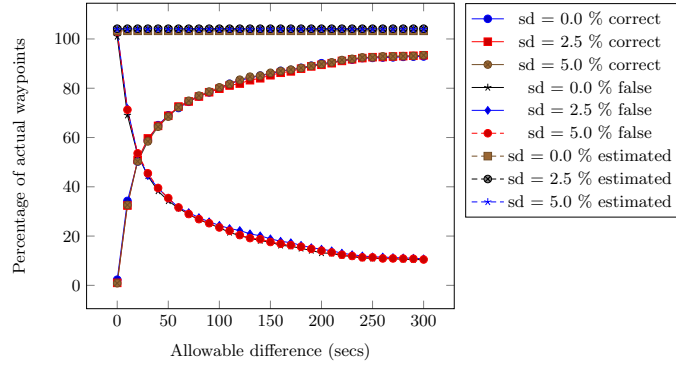 Percentage of actual waypoints
100
80
60
40
20
0
0 50 100 150 200 250 300
Allowable difference (secs)
sd = 0.0 % correct
sd = 2.5 % correct
sd = 5.0 % correct
sd = 0.0 % false
sd = 2.5 % false
sd = 5.0 % false
sd = 0.0 % estimated
sd = 2.5 % estimated
sd = 5.0 % estimated